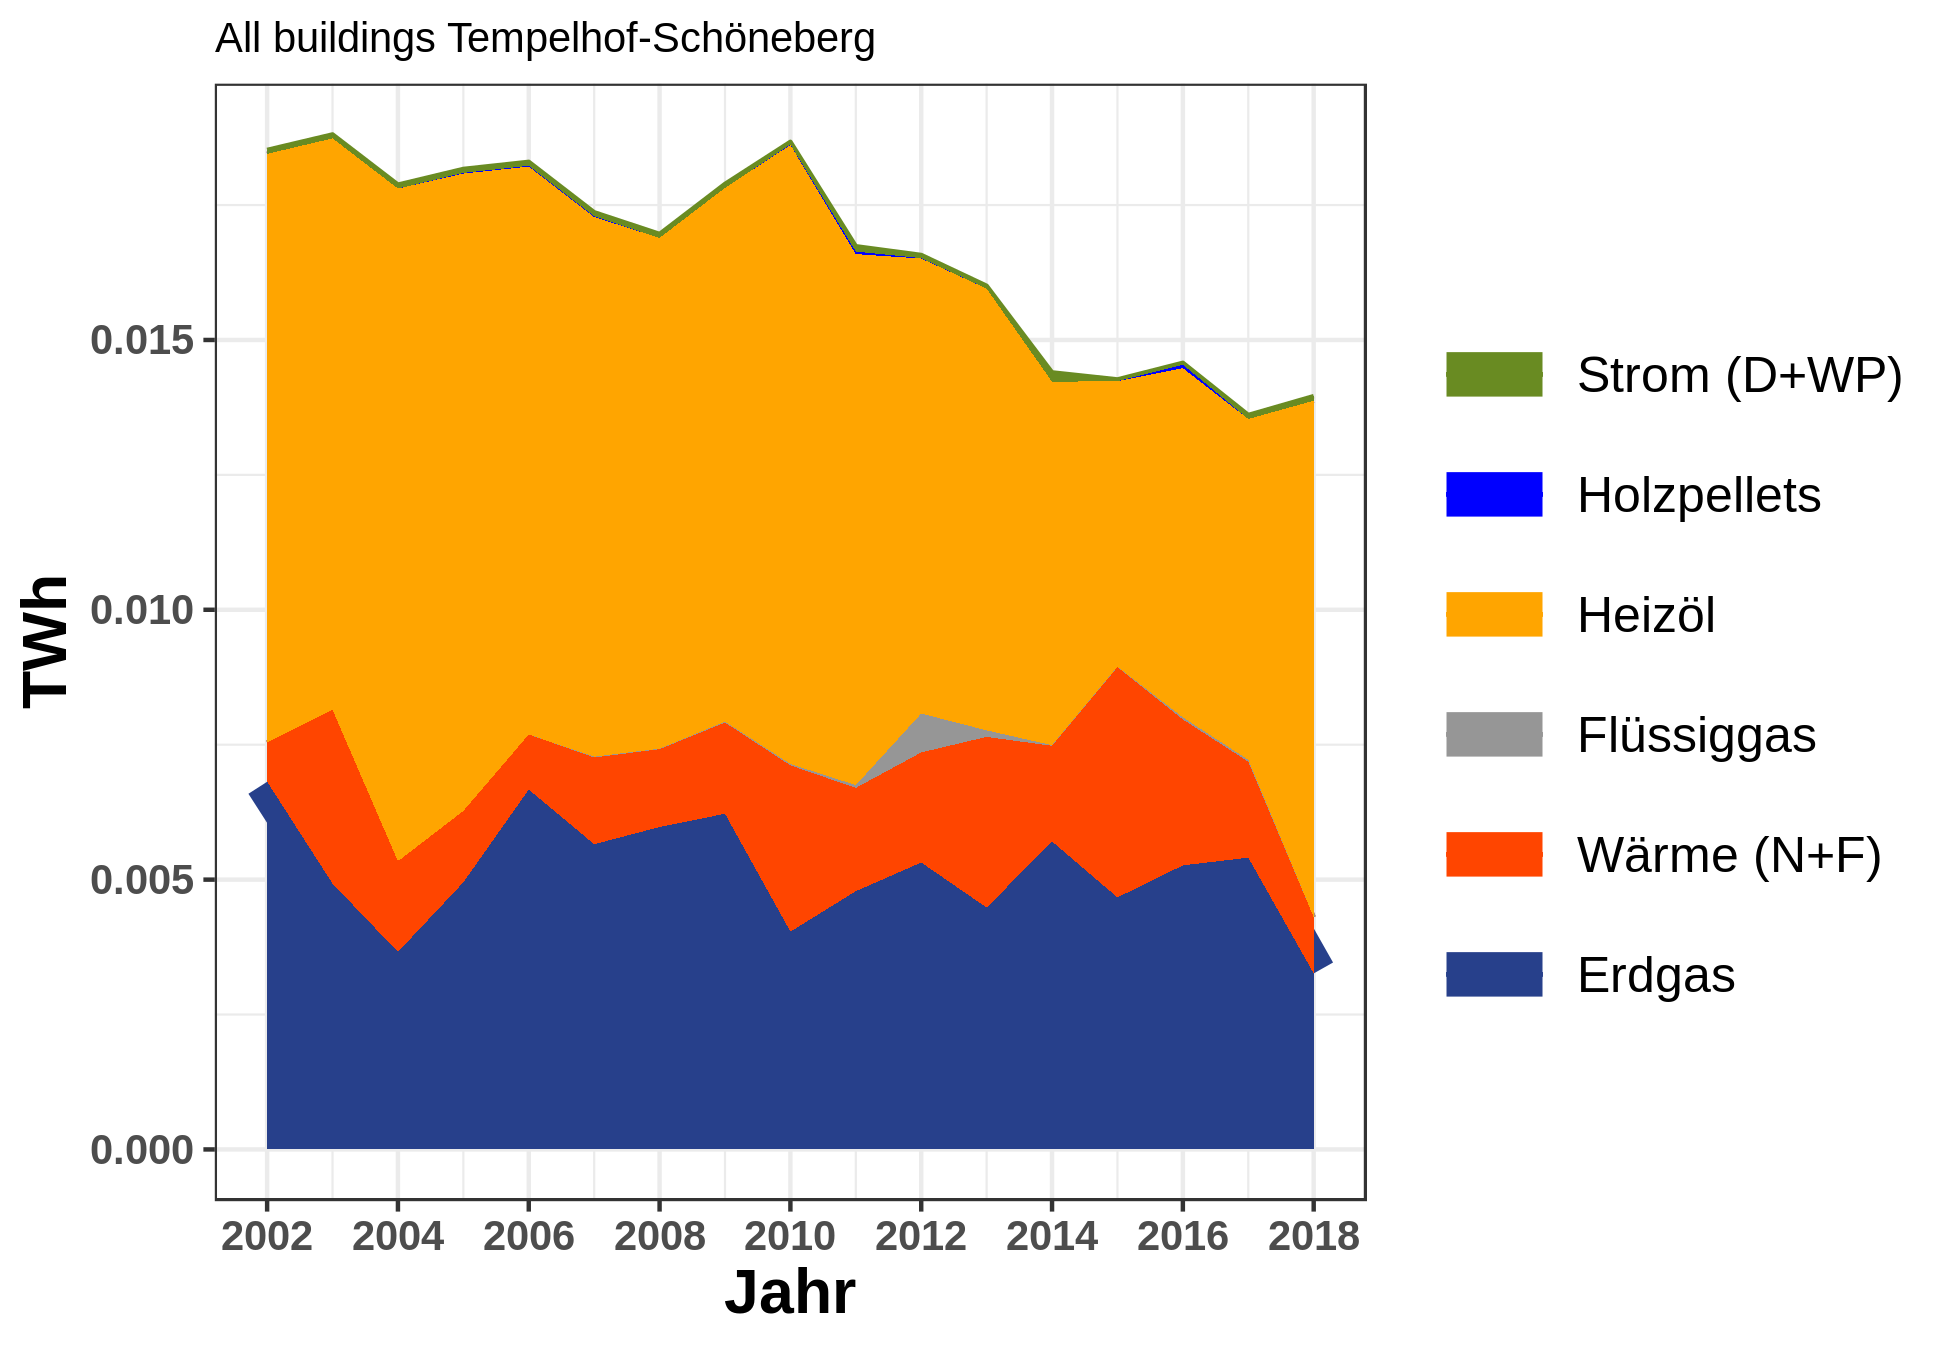 All buildings Tempelhof-Schöneberg
TWh
0.015
0.010
0.005
0.000
2002 2004 2006 2008 2010 2012 2014 2016 2018
Jahr
Strom (D+WP)
Holzpellets
Heizöl
Flüssiggas
Wärme (N+F)
Erdgas